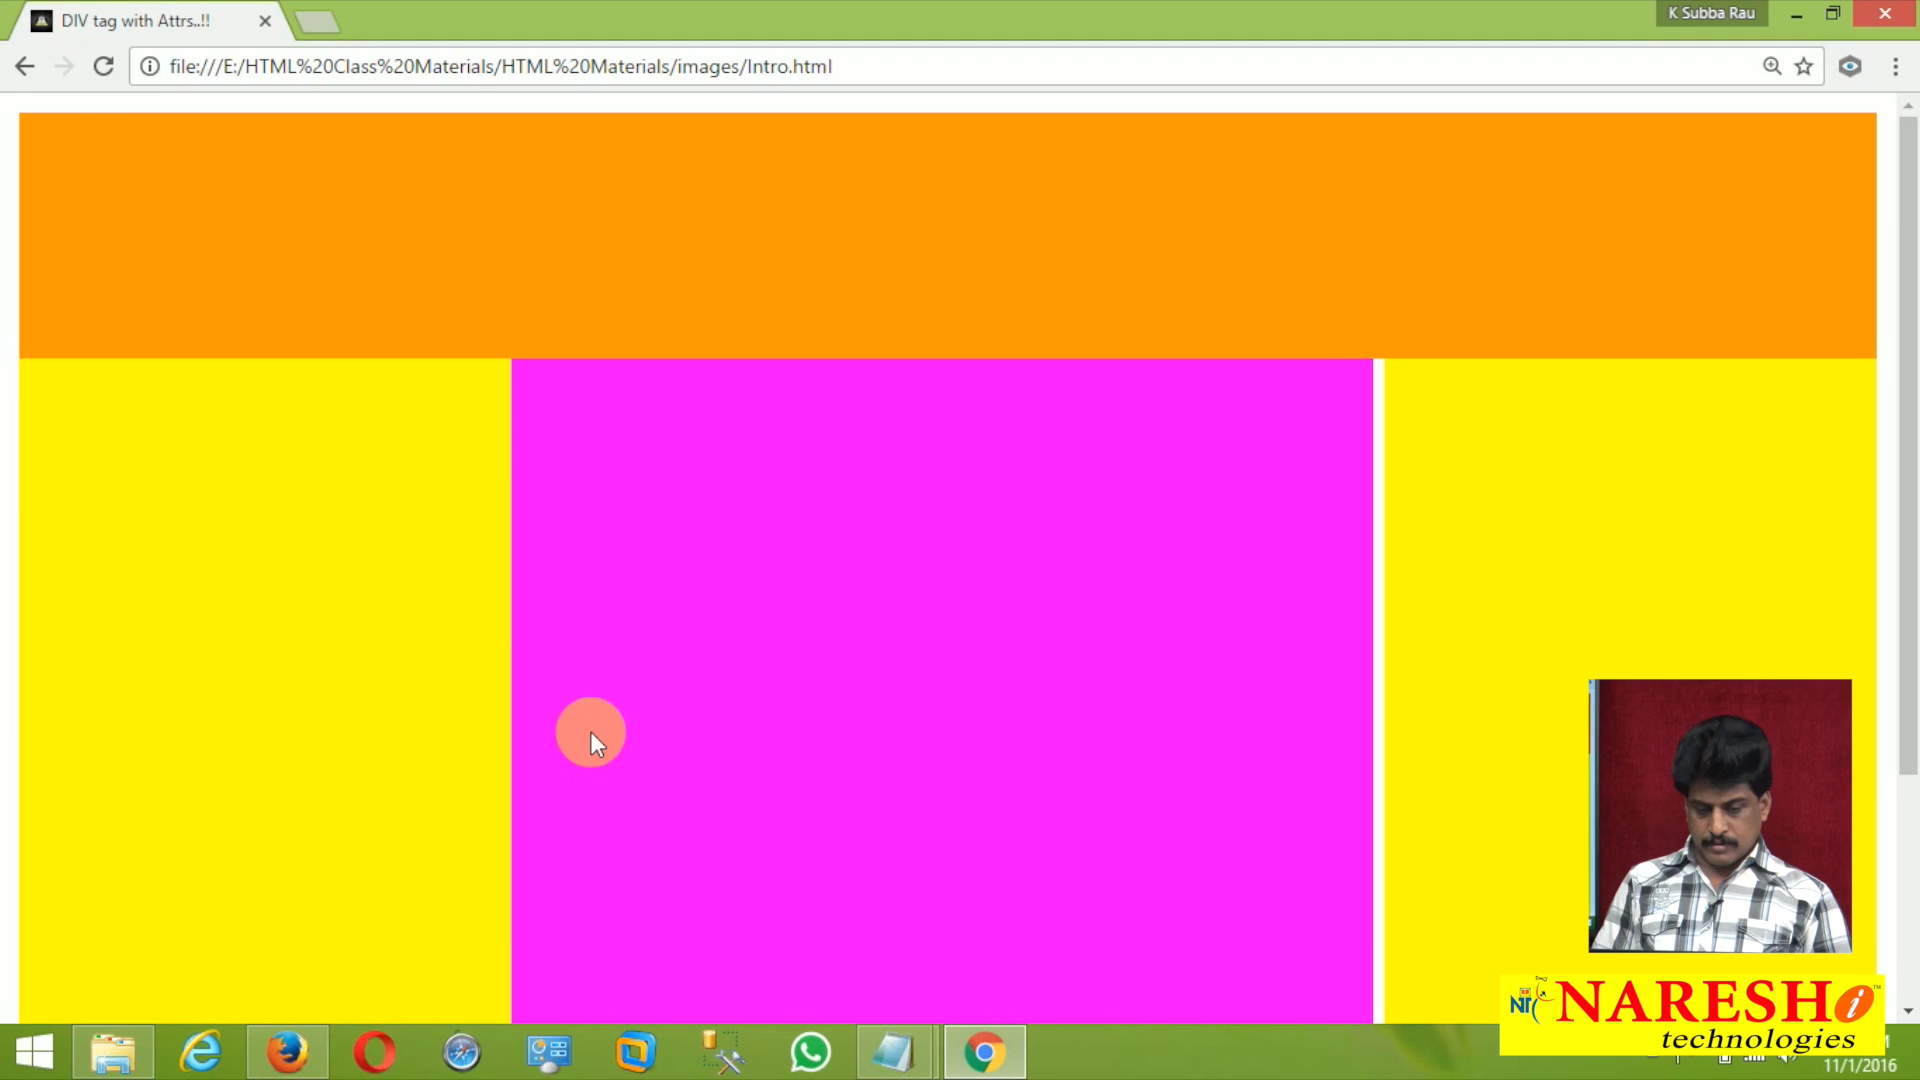 DIV tag with Attrs..!!
K Subba Rau
file:///E:/HTML%20Class%20Materials/HTML%20Materials/images/Intro.html
NARESH i ™
technologies
11/1/2016